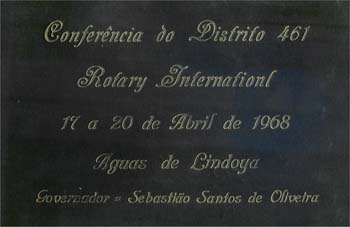 Conferência do Distrito 461
Rotary Internationl
17 a 20 de Abril de 1968
Aguas de Lindoya
Governador = Sebastião Santos de Oliveira